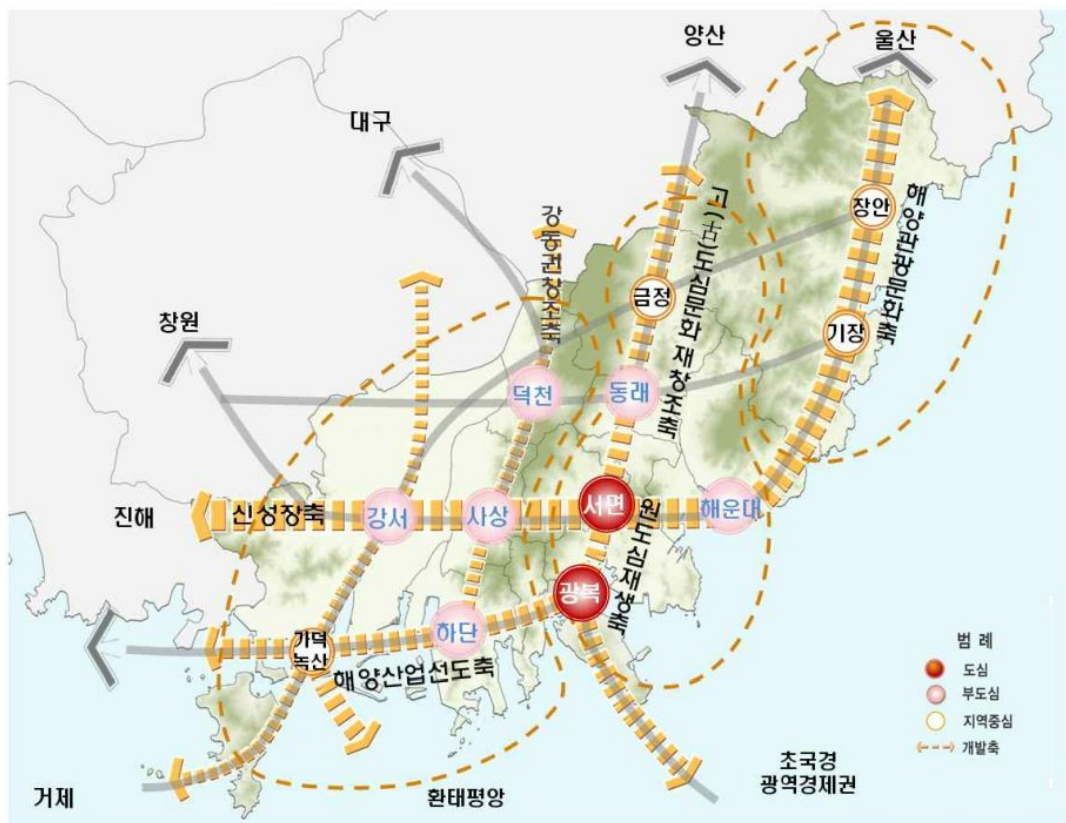 양산
울산
대구
강동권창조축
고(古)도심문화 재창조축
해양관광문화축
장안
금정
기장
창원
덕천
동래
진해
신성장축
강서
사상
서면
해운대
원도심재생축
광복
하단
가덕
녹산
해양산업선도축
거제
환태평양
초국경
광역경제권
범 례
도심
부도심
지역중심
개발축